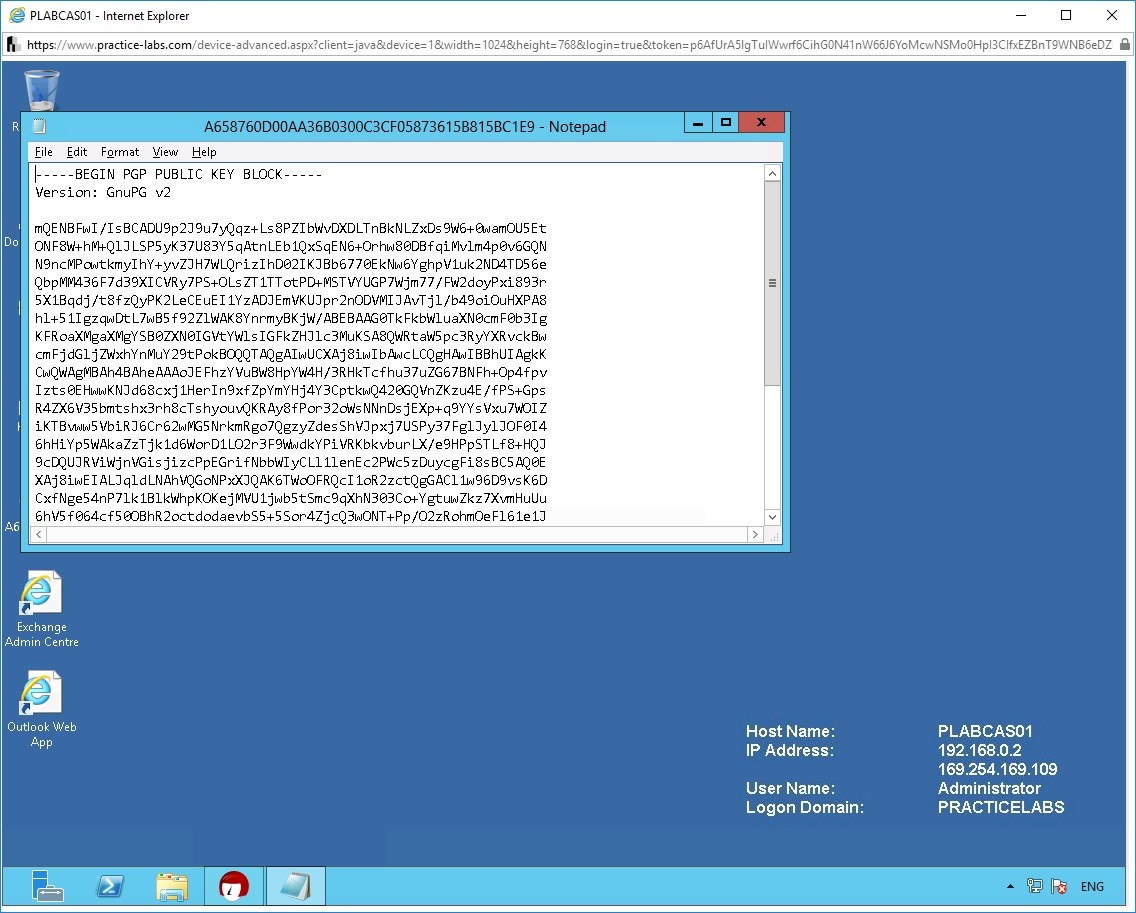 PLABCAS01 - Internet Explorer
https://www.practice-labs.com/device-advanced.aspx?client=java&device=1&width=1024&height=768&login=true&token=p6AfUrA5IgTuIWwrf6CihG0N41nW66J6YoMcwNSMo0HpI3CIfxEZBnT9WNB6eDZ
A658760D00AA36B0300C3CF05873615B815BC1E9 - Notepad
File Edit Format View Help
-----BEGIN PGP PUBLIC KEY BLOCK-----
Version: GnuPG v2
mQENBFwI/IsBCADU9p2J9u7yQqz+Ls8PZIbWvDXDLTnBkNLZxDs9W6+0wamOU5Et
ONF8W+hM+QlJLSP5yK37U83Y5qAtnLEb1QxSqEN6+Orhw80DBfqiMvlm4p0v6GQN
N9ncMPowtkmyIhY+yvZJH7WLQrizIhD02IKJBb6770EkNw6YghpV1uk2ND4TD56e
QbpMM436F7d39XICVRy7PS+OLsZT1TTotPD+MSTVYUGP7Wjm77/FW2doyPxi893r
5X1Bqdj/t8fzQyPK2LeCEuEI1YzADJEmVKUJpr2nODVMIJAvTjl/b49oiOuHXPA8
hl+51IgzqwDtL7wB5f92ZlWAK8YnrmyBKjW/ABEBAAG0TkFkbWluaXN0cmF0b3Ig
KFRoaXMgaXMgYSB0ZXN0IGVtYWlsIGFkZHJlc3MuKSA8QWRtaW5pc3RyYXRvckBw
cmFjdGljZWxhYnMuY29tPokBOQQTAQgAIwUCXAj8iwIbAwcLCQgHAwIBBhUIAgkK
CwQWAgMBAh4BAheAAAoJEFhzYVuBW8HpYW4H/3RHkTcfhu37uZG67BNFh+Op4fpv
Izts0EHwwKNJd68cxj1HerIn9xfZpYmYHj4Y3CptkwQ420GQVnZKzu4E/fPS+Gps
R4ZX6V35bmtshx3rh8cTshyouvQKRAy8fPor32oWsNNnDsjEXp+q9YYsVxu7WOIZ
iKTBvww5VbiRJ6Cr62wMG5NrkmRgo7QgzyZdesShVJpxj7USPy37FglJylJOF0I4
6hHiYp5WAkaZzTjk1d6WorD1LO2r3F9WwdkYPiVRKbkvburLX/e9HPpSTLf8+HQJ
9cDQUJRViWjnVGisjizcPpEGrifNbbWIyCLl1lenEc2PWc5zDuycgFi8sBC5AQ0E
XAj8iwEIALJqldLNAhVQGoNPxXJQAK6TWoOFRQcI1oR2zctQgGACl1w96D9vsK6D
CxfNge54nP7lk1BlkWhpKOKejMVU1jwb5tSmc9qXhN303Co+YgtuwZkz7XvmHuUu
6hV5f064cf50OBhR2octdodaevbS5+5Sor4ZjcQ3wONT+Pp/O2zRohmOeFl61e1J
Exchange
Admin Centre
Outlook Web
App
Host Name: PLABCAS01
IP Address: 192.168.0.2
169.254.169.109
User Name: Administrator
Logon Domain: PRACTICELABS
ENG